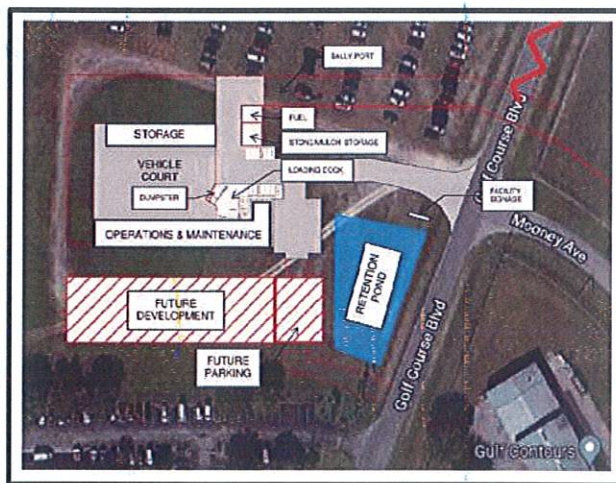 SALLY PORT
FUEL
STORAGE
STONE/MULCH STORAGE
VEHICLE
COURT
LOADING DOCK
DUMPSTER
FACILITY
SIGNAGE
Golf Course Blvd
Mooney Ave
OPERATIONS & MAINTENANCE
RETENTION
POND
FUTURE
DEVELOPMENT
FUTURE
PARKING
Golf Course Blvd
Gulf Contours